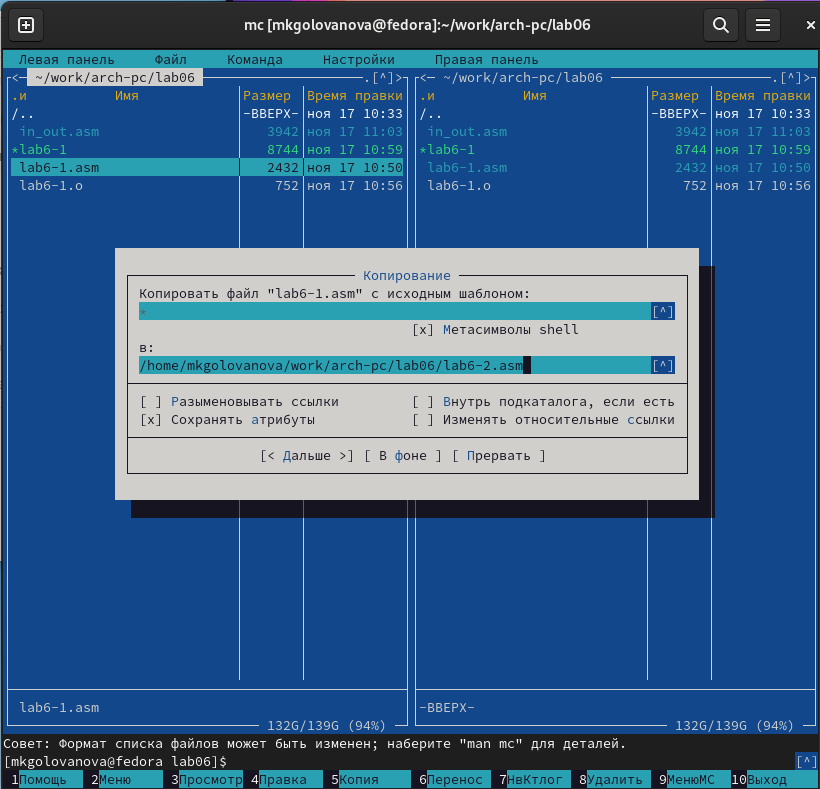 mc [mkgolovanova@fedora]:~/work/arch-pc/lab06
Левая панель Файл Команда Настройки Правая панель
<— ~/work/arch-pc/lab06 .[^]> <— ~/work/arch-pc/lab06 .[^]>
.и Имя Размер Время правки .и Имя Размер Время правки
/.. -ВВЕРХ- ноя 17 10:33 /.. -ВВЕРХ- ноя 17 10:33
in_out.asm 3942 ноя 17 11:03 in_out.asm 3942 ноя 17 11:03
*lab6-1 8744 ноя 17 10:59 *lab6-1 8744 ноя 17 10:59
lab6-1.asm 2432 ноя 17 10:50 lab6-1.asm 2432 ноя 17 10:50
lab6-1.o 752 ноя 17 10:56 lab6-1.o 752 ноя 17 10:56
Копирование
Копировать файл "lab6-1.asm" с исходным шаблоном:
* [^]
[x] Метасимволы shell
в:
/home/mkgolovanova/work/arch-pc/lab06/lab6-2.asm [^]
[ ] Разыменовывать ссылки [ ] Внутрь подкаталога, если есть
[x] Сохранять атрибуты [ ] Изменять относительные ссылки
[< Дальше >] [ В фоне ] [ Прервать ]
lab6-1.asm -ВВЕРХ-
132G/139G (94%) 132G/139G (94%)
Совет: Формат списка файлов может быть изменен; наберите "man mc" для деталей.
[mkgolovanova@fedora lab06]$ [^]
1Помощь 2Меню 3Просмотр 4Правка 5Копия 6Перенос 7НвКтлог 8Удалить 9МенюMC 10Выход